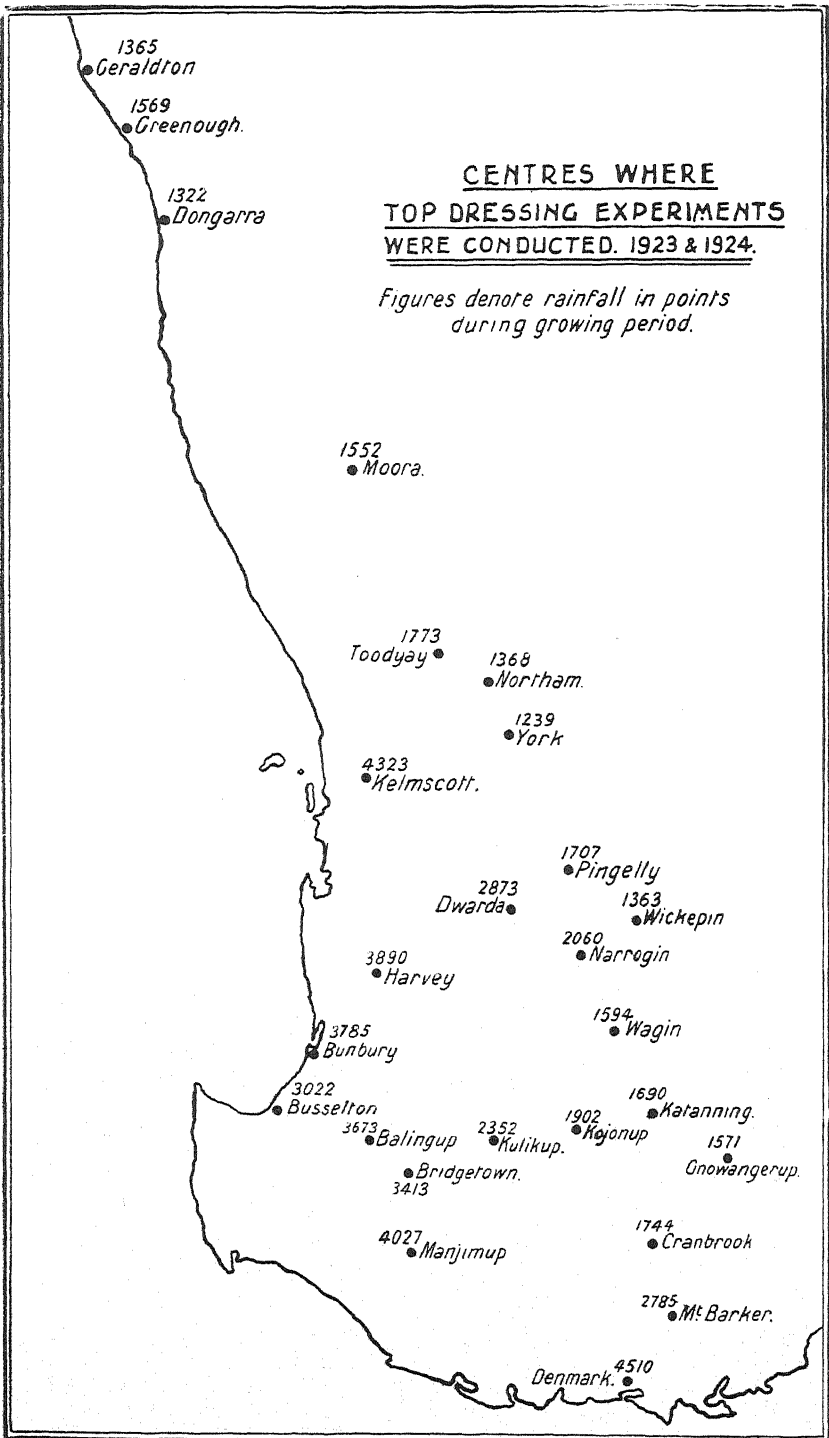 1365
Geraldton
1569
Greenough.
CENTRES WHERE
TOP DRESSING EXPERIMENTS
WERE CONDUCTED. 1923 & 1924.
1322
Dongarra
Figures denote rainfall in points
during growing period.
1552
Moora.
1773
Toodyay
1368
Northam.
1239
York
4323
Kelmscott.
1707
Pingelly
2873
Dwarda
1363
Wickepin
2060
Narrogin
3890
Harvey
1594
Wagin
3785
Bunbury
3022
Busselton
1690
Katanning.
3673
Balingup
2352
Kulikup.
1902
Kojonup
1571
Gnowangerup.
Bridgetown.
3413
4027
Manjimup
1744
Cranbrook
2785
Mt. Barker.
4510
Denmark.